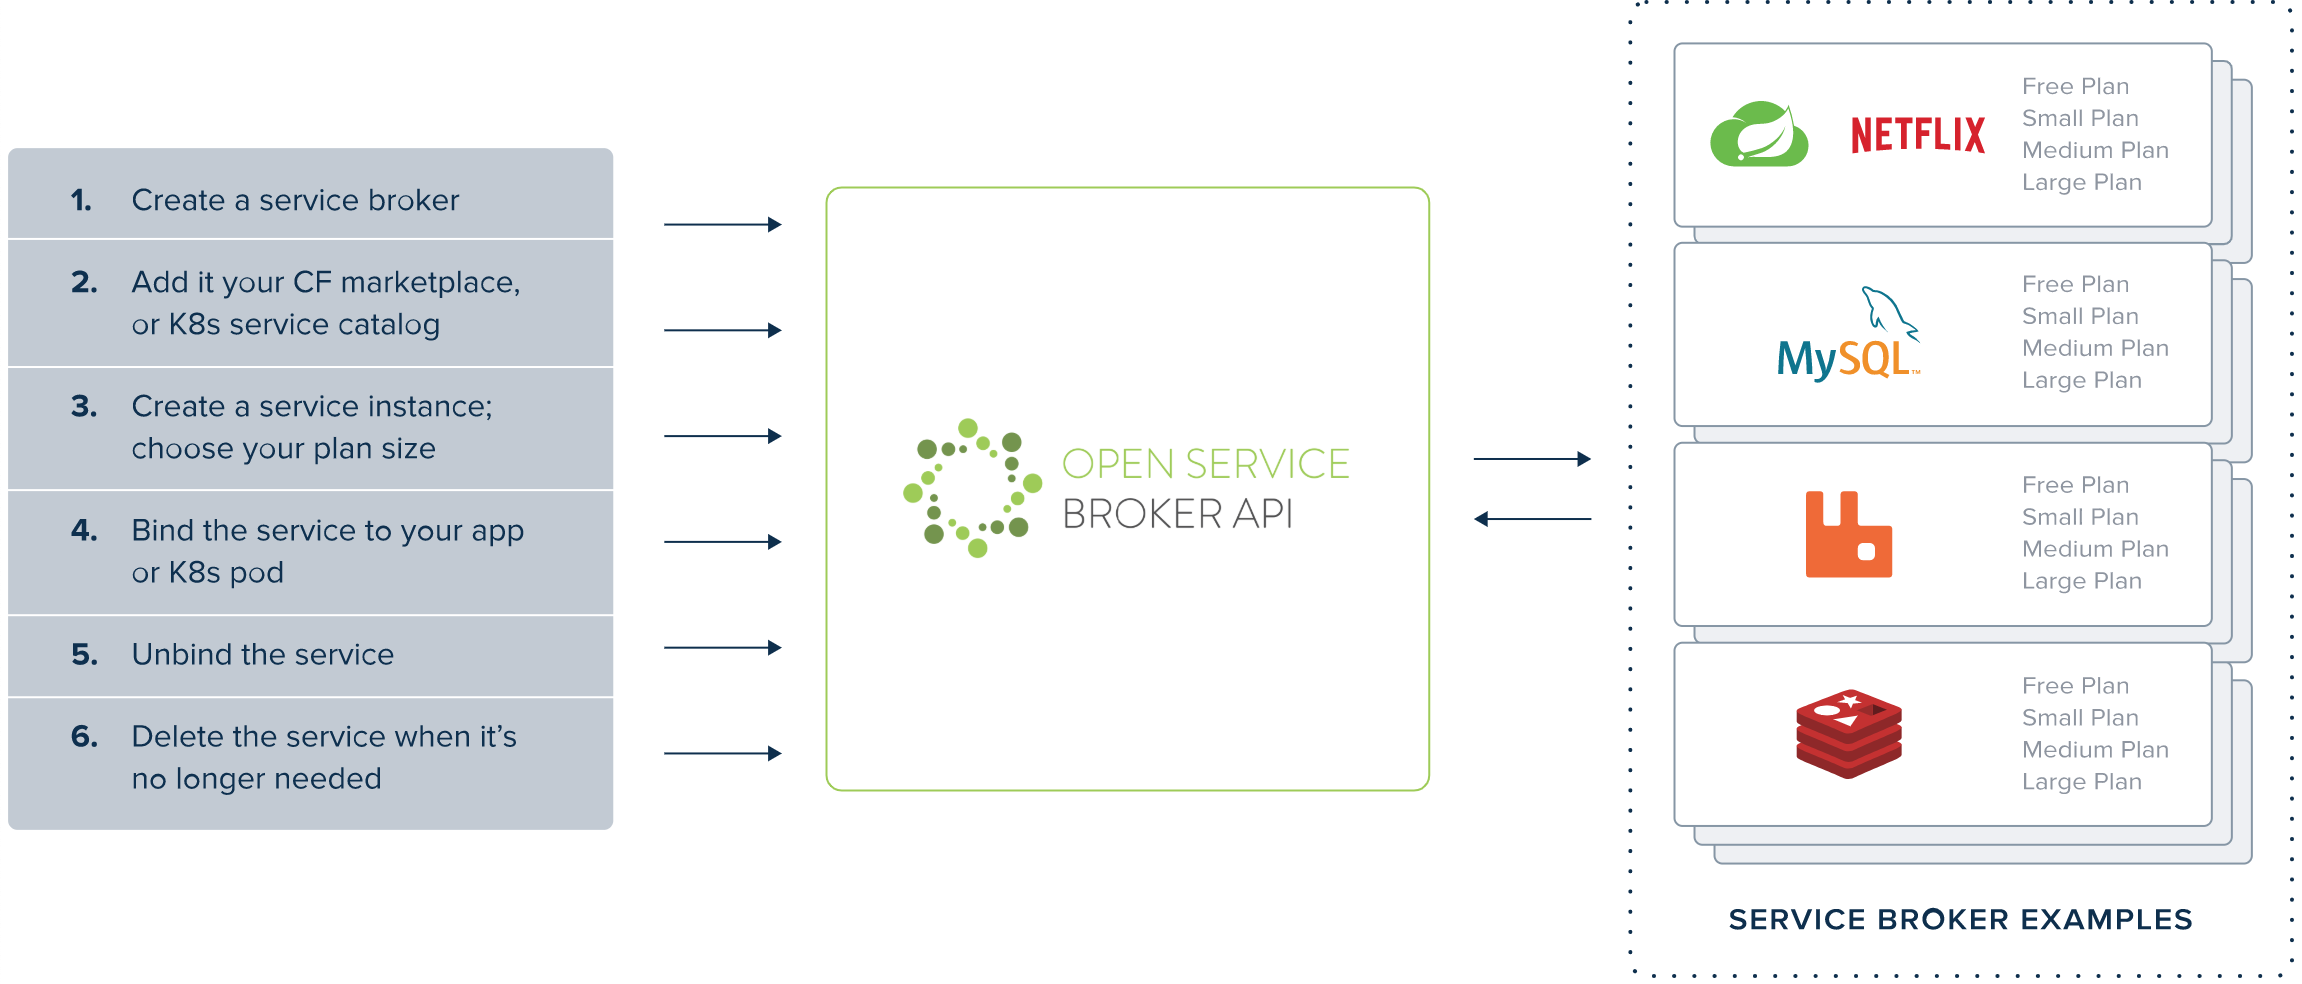 1. Create a service broker
2. Add it your CF marketplace,
or K8s service catalog
3. Create a service instance;
choose your plan size
4. Bind the service to your app
or K8s pod
5. Unbind the service
6. Delete the service when it’s
no longer needed
OPEN SERVICE
BROKER API
NETFLIX
Free Plan
Small Plan
Medium Plan
Large Plan
MySQL™
Free Plan
Small Plan
Medium Plan
Large Plan
Free Plan
Small Plan
Medium Plan
Large Plan
Free Plan
Small Plan
Medium Plan
Large Plan
SERVICE BROKER EXAMPLES